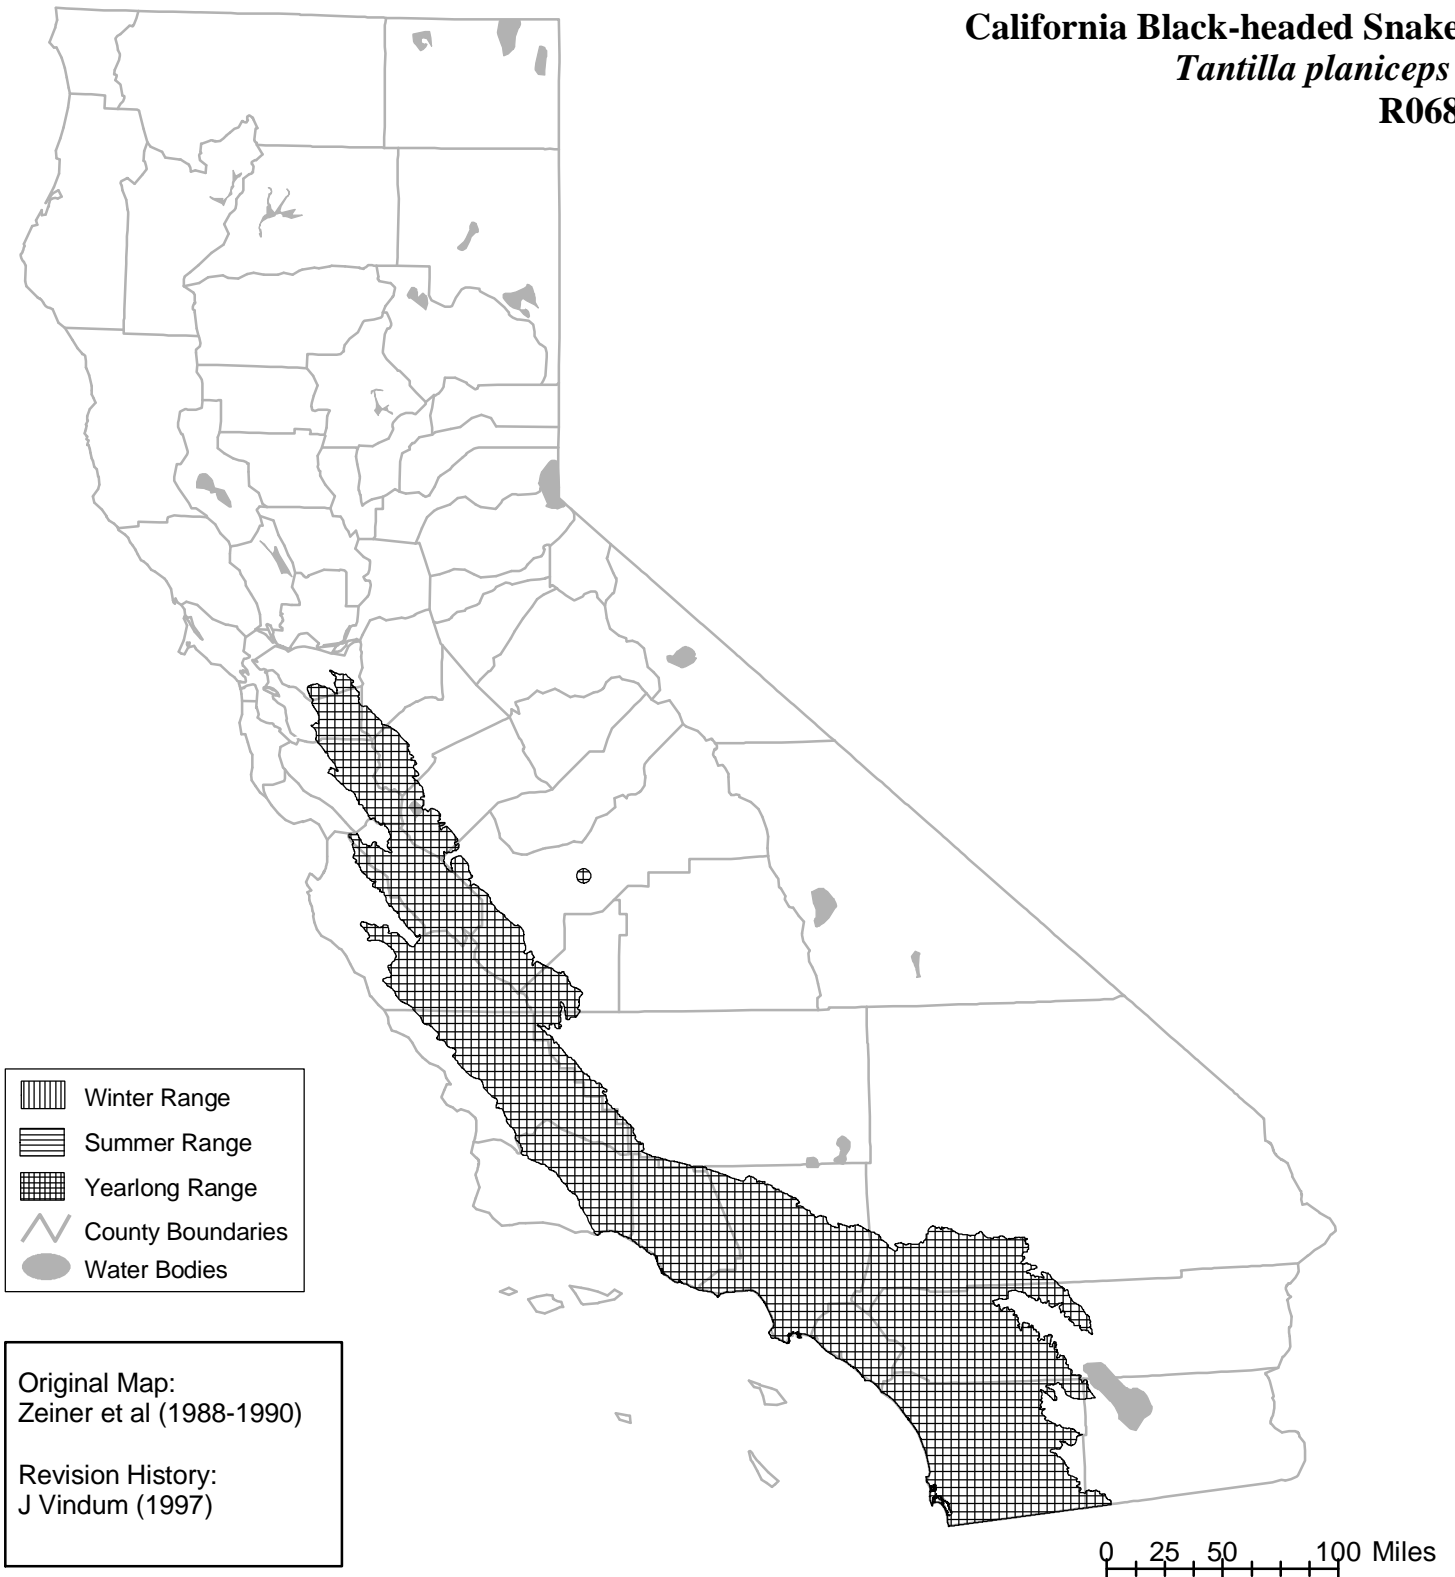 California Black-headed Snake
Tantilla planiceps
R068
Winter Range
Summer Range
Yearlong Range
County Boundaries
Water Bodies
Original Map:
Zeiner et al (1988-1990)
Revision History:
J Vindum (1997)
0 25 50 100 Miles